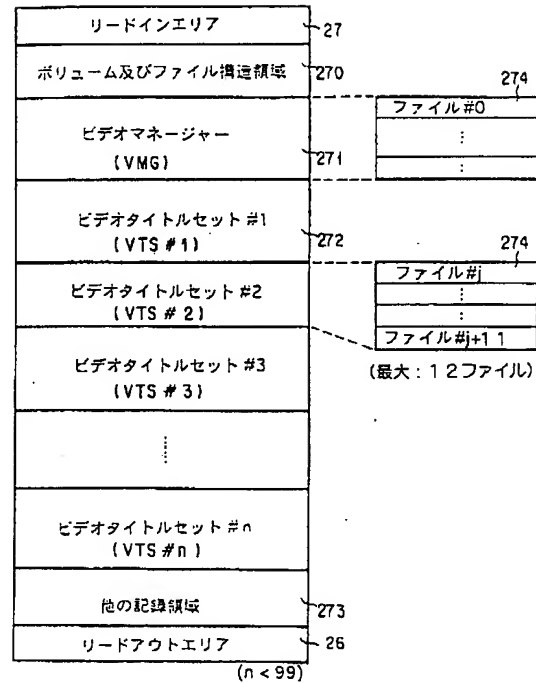 リードインエリア
27
ボリューム及びファイル構造領域
270
274
ファイル#0
⋮
⋮
ビデオマネージャー
(VMG)
271
ビデオタイトルセット#1
(VTS #1)
272
274
ファイル#j
⋮
⋮
ファイル#j+11
(最大:12ファイル)
ビデオタイトルセット#2
(VTS #2)
ビデオタイトルセット#3
(VTS #3)
⋮
ビデオタイトルセット#n
(VTS #n)
他の記録領域
273
リードアウトエリア
26
(n<99)